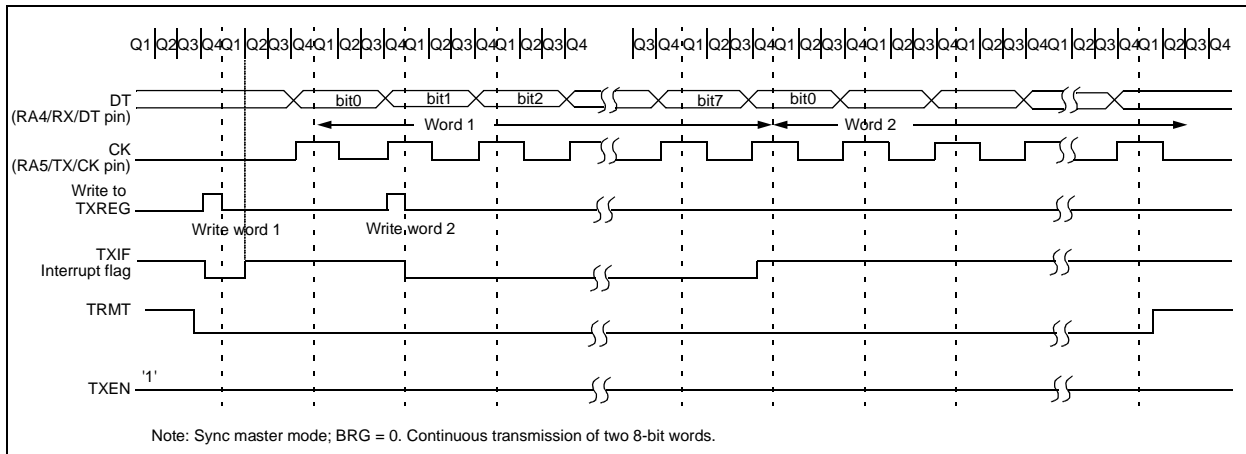 Q1 Q2 Q3 Q4 Q1 Q2 Q3 Q4 Q1 Q2 Q3 Q4 Q1 Q2 Q3 Q4 Q1 Q2 Q3 Q4 Q3 Q4 Q1 Q2 Q3 Q4 Q1 Q2 Q3 Q4 Q1 Q2 Q3 Q4 Q1 Q2 Q3 Q4 Q1 Q2 Q3 Q4 Q1 Q2 Q3 Q4
DT
(RA4/RX/DT pin)
bit0 bit1 bit2 bit7 bit0
Word 1 Word 2
CK
(RA5/TX/CK pin)
Write to
TXREG
Write word 1 Write word 2
TXIF
Interrupt flag
TRMT
'1'
TXEN
Note: Sync master mode; BRG = 0. Continuous transmission of two 8-bit words.